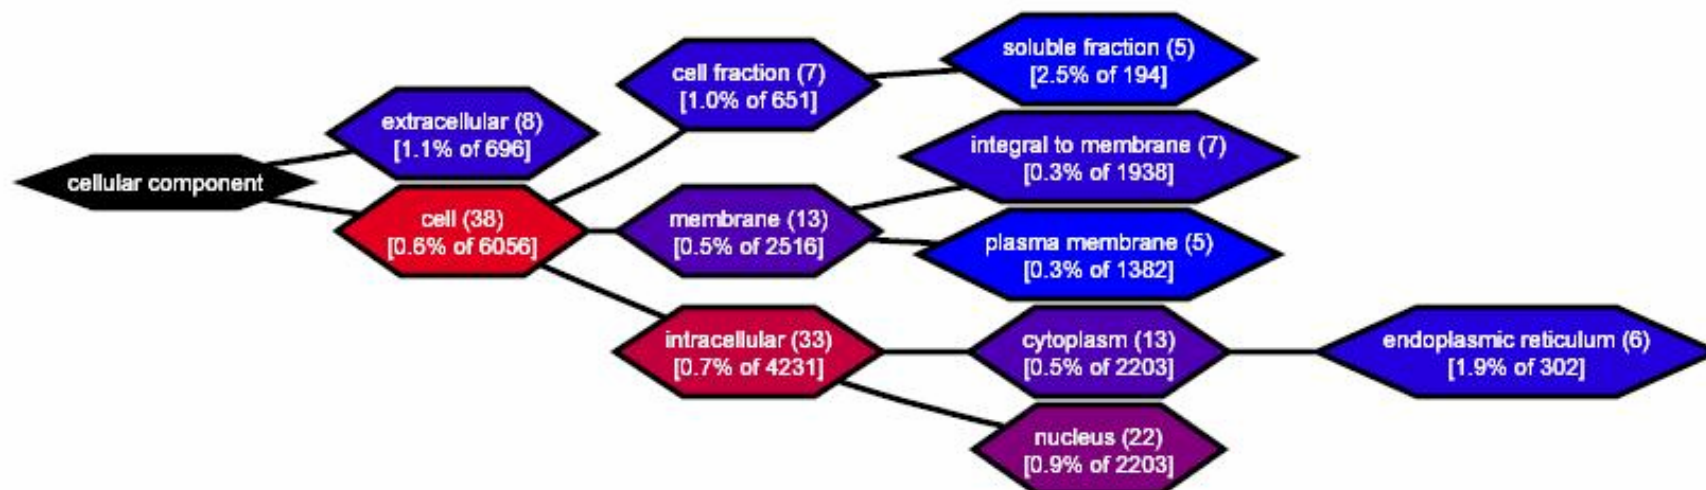 cellular component
extracellular (8)
[1.1% of 696]
cell (38)
[0.6% of 6056]
cell fraction (7)
[1.0% of 651]
membrane (13)
[0.5% of 2516]
intracellular (33)
[0.7% of 4231]
soluble fraction (5)
[2.5% of 194]
integral to membrane (7)
[0.3% of 1938]
plasma membrane (5)
[0.3% of 1382]
cytoplasm (13)
[0.5% of 2203]
nucleus (22)
[0.9% of 2203]
endoplasmic reticulum (6)
[1.9% of 302]